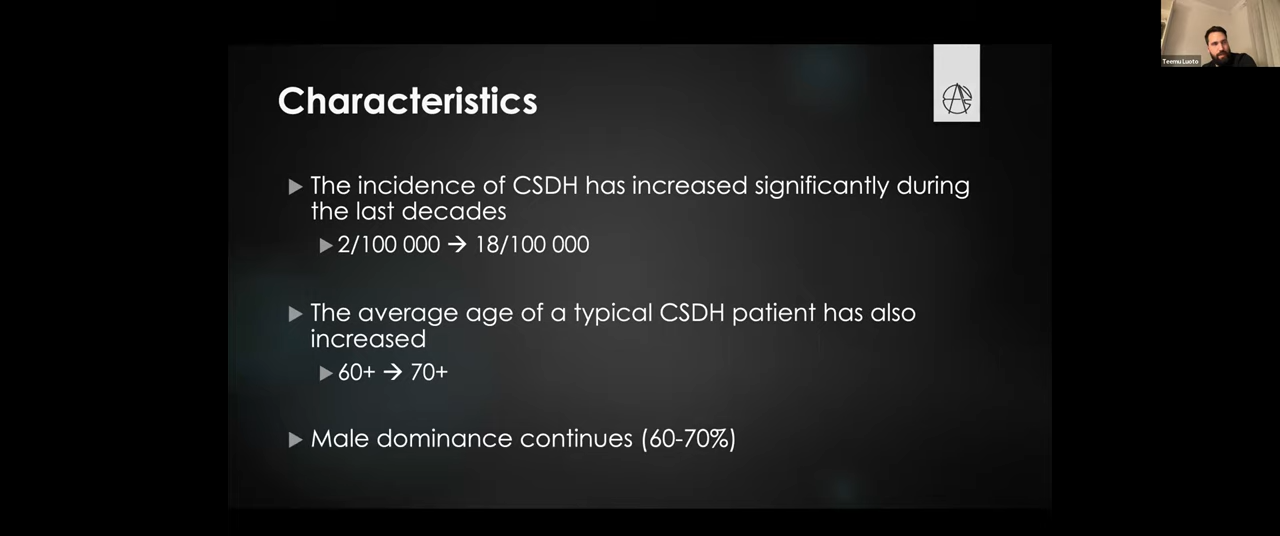 Characteristics
The incidence of CSDH has increased significantly during
the last decades
2/100 000 → 18/100 000
The average age of a typical CSDH patient has also
increased
60+ → 70+
Male dominance continues (60-70%)
Teemu Luoto